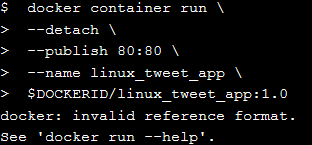 $  docker container run \
>  --detach \
>  --publish 80:80 \
>  --name linux_tweet_app \
>  $DOCKERID/linux_tweet_app:1.0
docker: invalid reference format.
See 'docker run --help'.